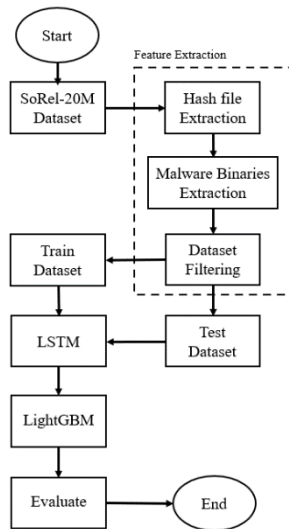 Start
Feature Extraction
SoRel-20M
Dataset
Hash file
Extraction
Malware Binaries
Extraction
Train
Dataset
Dataset
Filtering
LSTM
Test
Dataset
LightGBM
Evaluate
End